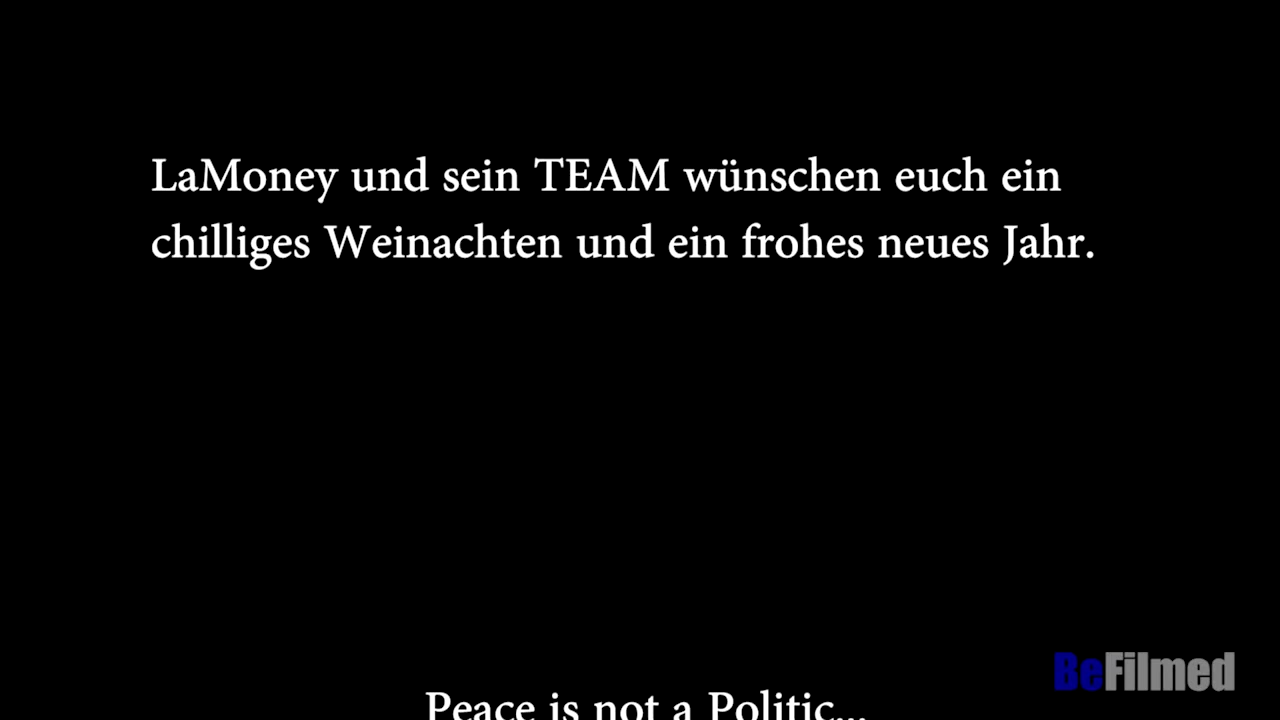 LaMoney und sein TEAM wünschen euch ein
chilliges Weinachten und ein frohes neues Jahr.
BeFilmed
Peace is not a Politic...